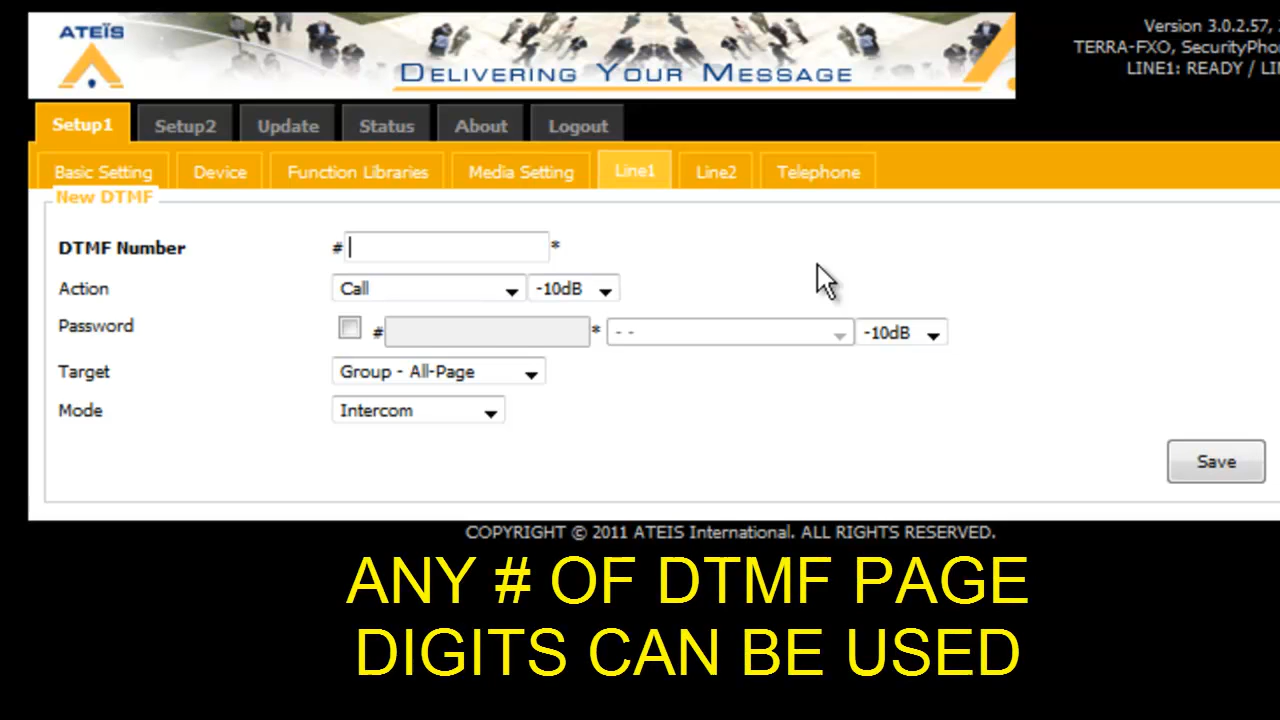 ATEÏS
DELIVERING YOUR MESSAGE
Version 3.0.2.57,
TERRA-FXO,
LINE1: READY /
Setup1 Setup2 Update Status About Logout
Basic Setting Device Function Libraries Media Setting Line1 Line2 Telephone
New DTMF
DTMF Number # *
Action Call -10dB
Password # * - - -10dB
Target Group - All-Page
Mode Intercom
Save
COPYRIGHT © 2011 ATEIS International. ALL RIGHTS RESERVED.
ANY # OF DTMF PAGE
DIGITS CAN BE USED